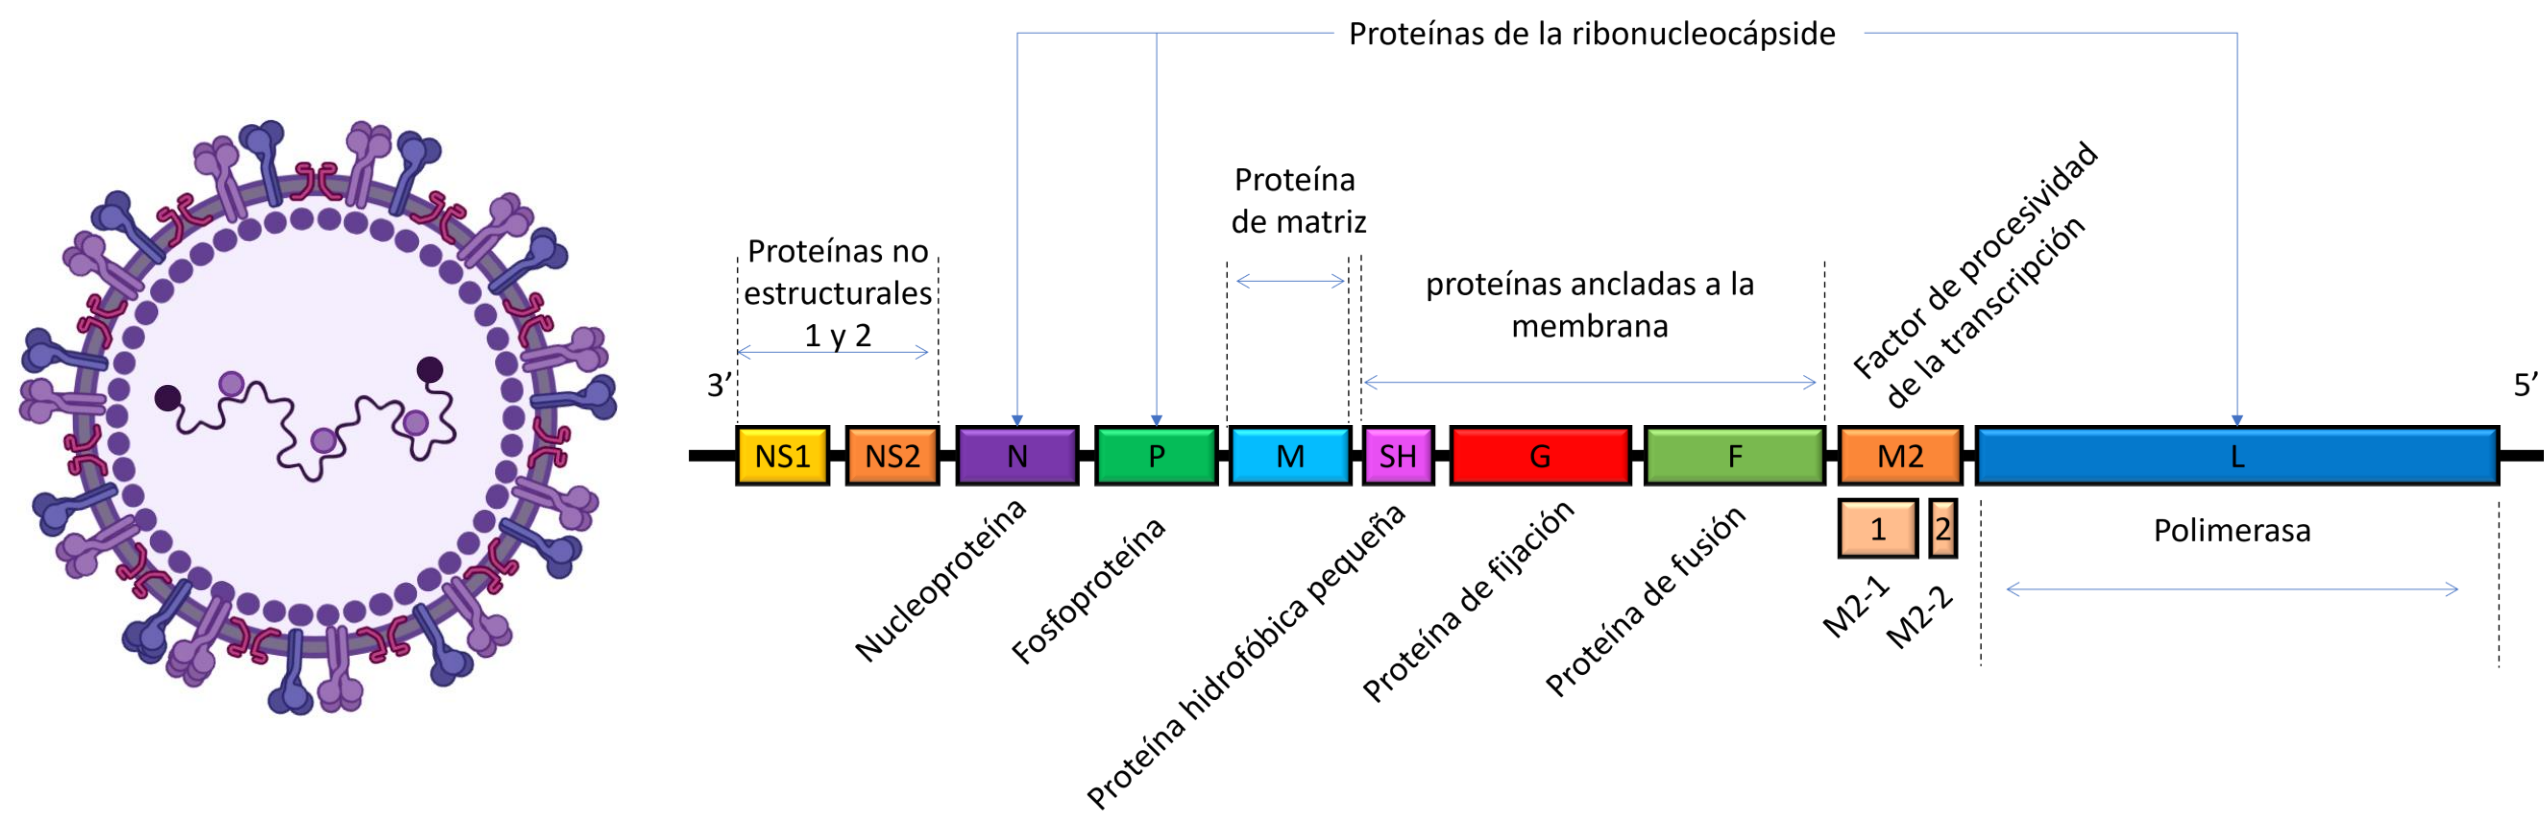 Proteínas de la ribonucleocápside
Proteína
de matriz
Proteínas no
estructurales
1 y 2
proteínas ancladas a la
membrana
Factor de procesividad
de la transcripción
3’
5’
NS1
NS2
N
P
M
SH
G
F
M2
L
1
2
Polimerasa
Nucleoproteína
Fosfoproteína
Proteína hidrofóbica pequeña
Proteína de fijación
Proteína de fusión
M2-1
M2-2